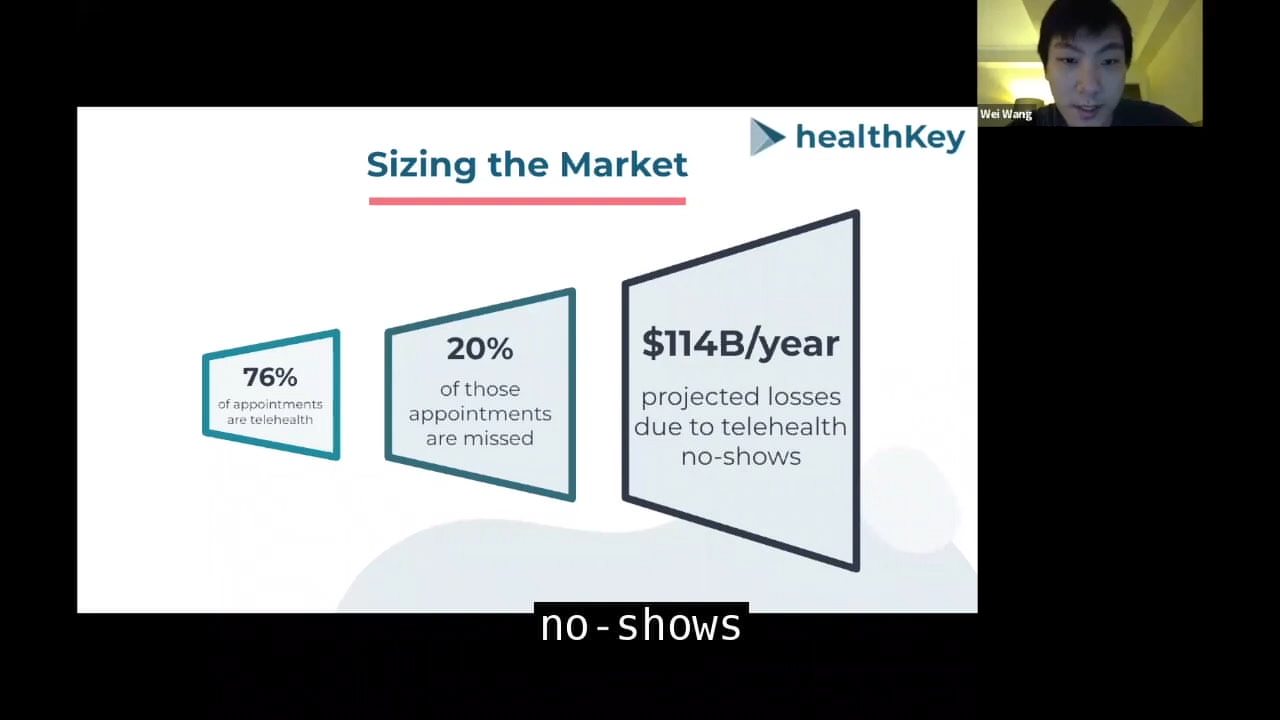 Wei Wang
healthKey
Sizing the Market
76%
of appointments
are telehealth
20%
of those
appointments
are missed
$114B/year
projected losses
due to telehealth
no-shows
no-shows